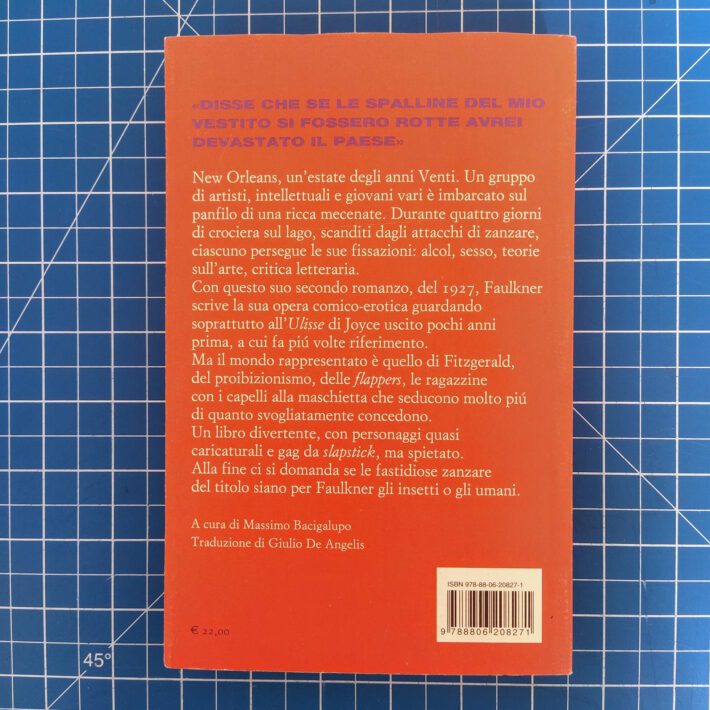 «DISSE CHE SE LE SPALLINE DEL MIO
VESTITO SI FOSSERO ROTTE AVREI
DEVASTATO IL PAESE»
New Orleans, un'estate degli anni Venti. Un gruppo
di artisti, intellettuali e giovani vari è imbarcato sul
panfilo di una ricca mecenate. Durante quattro giorni
di crociera sul lago, scanditi dagli attacchi di zanzare,
ciascuno persegue le sue fissazioni: alcol, sesso, teorie
sull'arte, critica letteraria.
Con questo suo secondo romanzo, del 1927, Faulkner
scrive la sua opera comico-erotica guardando
soprattutto all'Ulisse di Joyce uscito pochi anni
prima, a cui fa piú volte riferimento.
Ma il mondo rappresentato è quello di Fitzgerald,
del proibizionismo, delle flappers, le ragazzine
con i capelli alla maschietta che seducono molto piú
di quanto svogliatamente concedono.
Un libro divertente, con personaggi quasi
caricaturali e gag da slapstick, ma spietato.
Alla fine ci si domanda se le fastidiose zanzare
del titolo siano per Faulkner gli insetti o gli umani.
A cura di Massimo Bacigalupo
Traduzione di Giulio De Angelis
ISBN 978-88-06-20827-1
9 788806 208271
€ 22,00
45°